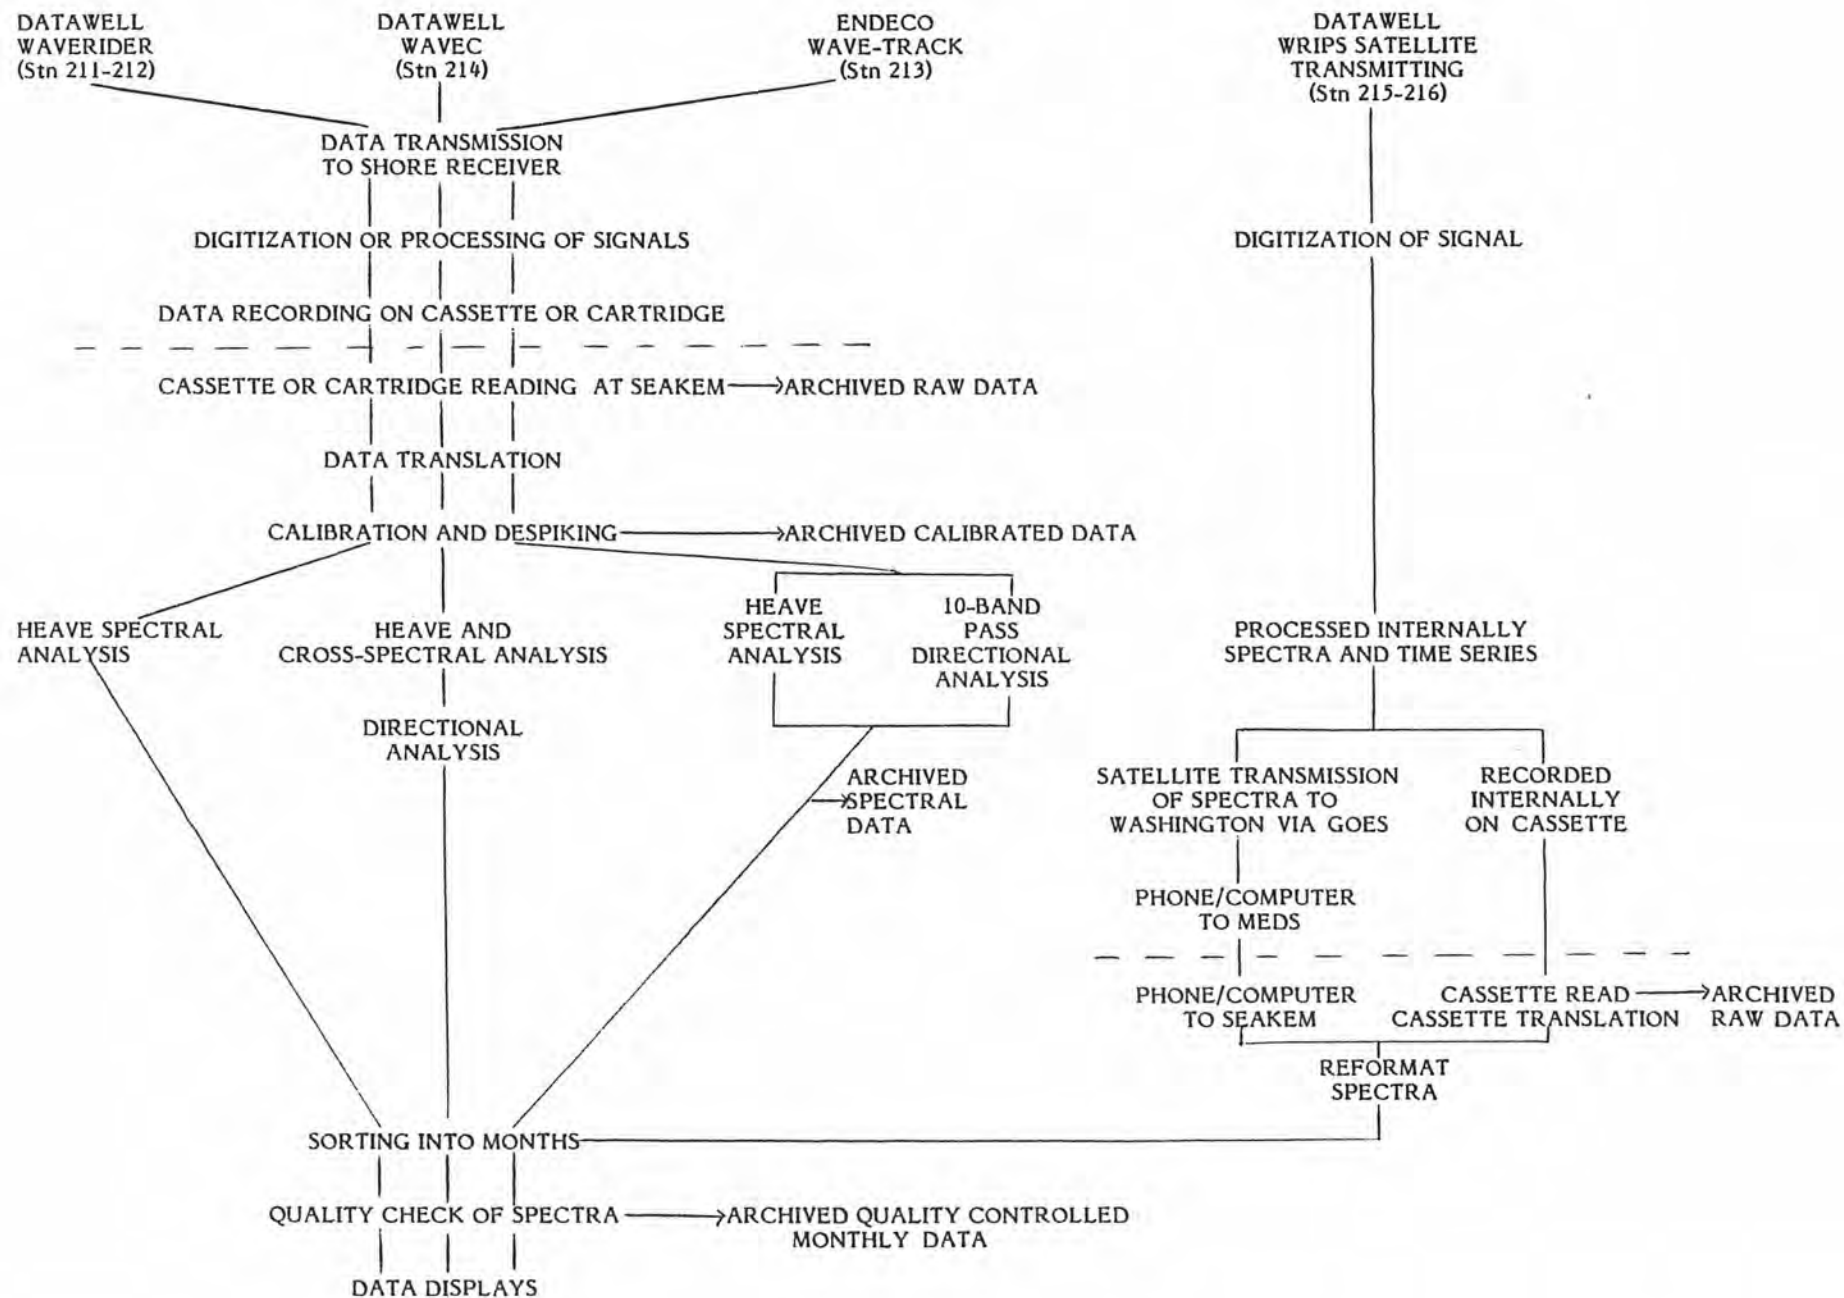 DATAWELL
WAVERIDER
(Stn 211-212)
DATAWELL
WAVEC
(Stn 214)
ENDECO
WAVE-TRACK
(Stn 213)
DATAWELL
WRIPS SATELLITE
TRANSMITTING
(Stn 215-216)
DATA TRANSMISSION
TO SHORE RECEIVER
DIGITIZATION OR PROCESSING OF SIGNALS
DIGITIZATION OF SIGNAL
DATA RECORDING ON CASSETTE OR CARTRIDGE
CASSETTE OR CARTRIDGE READING AT SEAKEM
ARCHIVED RAW DATA
DATA TRANSLATION
CALIBRATION AND DESPIKING
ARCHIVED CALIBRATED DATA
HEAVE SPECTRAL
ANALYSIS
HEAVE AND
CROSS-SPECTRAL ANALYSIS
HEAVE
SPECTRAL
ANALYSIS
10-BAND
PASS
DIRECTIONAL
ANALYSIS
PROCESSED INTERNALLY
SPECTRA AND TIME SERIES
DIRECTIONAL
ANALYSIS
ARCHIVED
SPECTRAL
DATA
SATELLITE TRANSMISSION
OF SPECTRA TO
WASHINGTON VIA GOES
RECORDED
INTERNALLY
ON CASSETTE
PHONE/COMPUTER
TO MEDS
PHONE/COMPUTER
TO SEAKEM
CASSETTE READ
CASSETTE TRANSLATION
ARCHIVED
RAW DATA
REFORMAT
SPECTRA
SORTING INTO MONTHS
QUALITY CHECK OF SPECTRA
ARCHIVED QUALITY CONTROLLED
MONTHLY DATA
DATA DISPLAYS